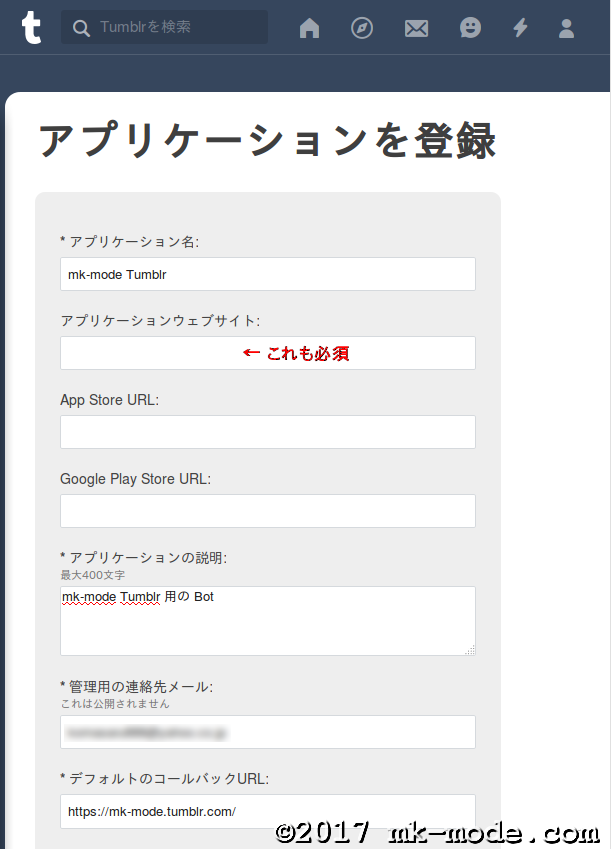 Tumblrを検索
アプリケーションを登録
* アプリケーション名:
mk-mode Tumblr
アプリケーションウェブサイト:
← これも必須
App Store URL:
Google Play Store URL:
* アプリケーションの説明:
最大400文字
mk-mode Tumblr 用の Bot
* 管理用の連絡先メール:
これは公開されません
* デフォルトのコールバックURL:
https://mk-mode.tumblr.com/
©2017 mk-mode.com